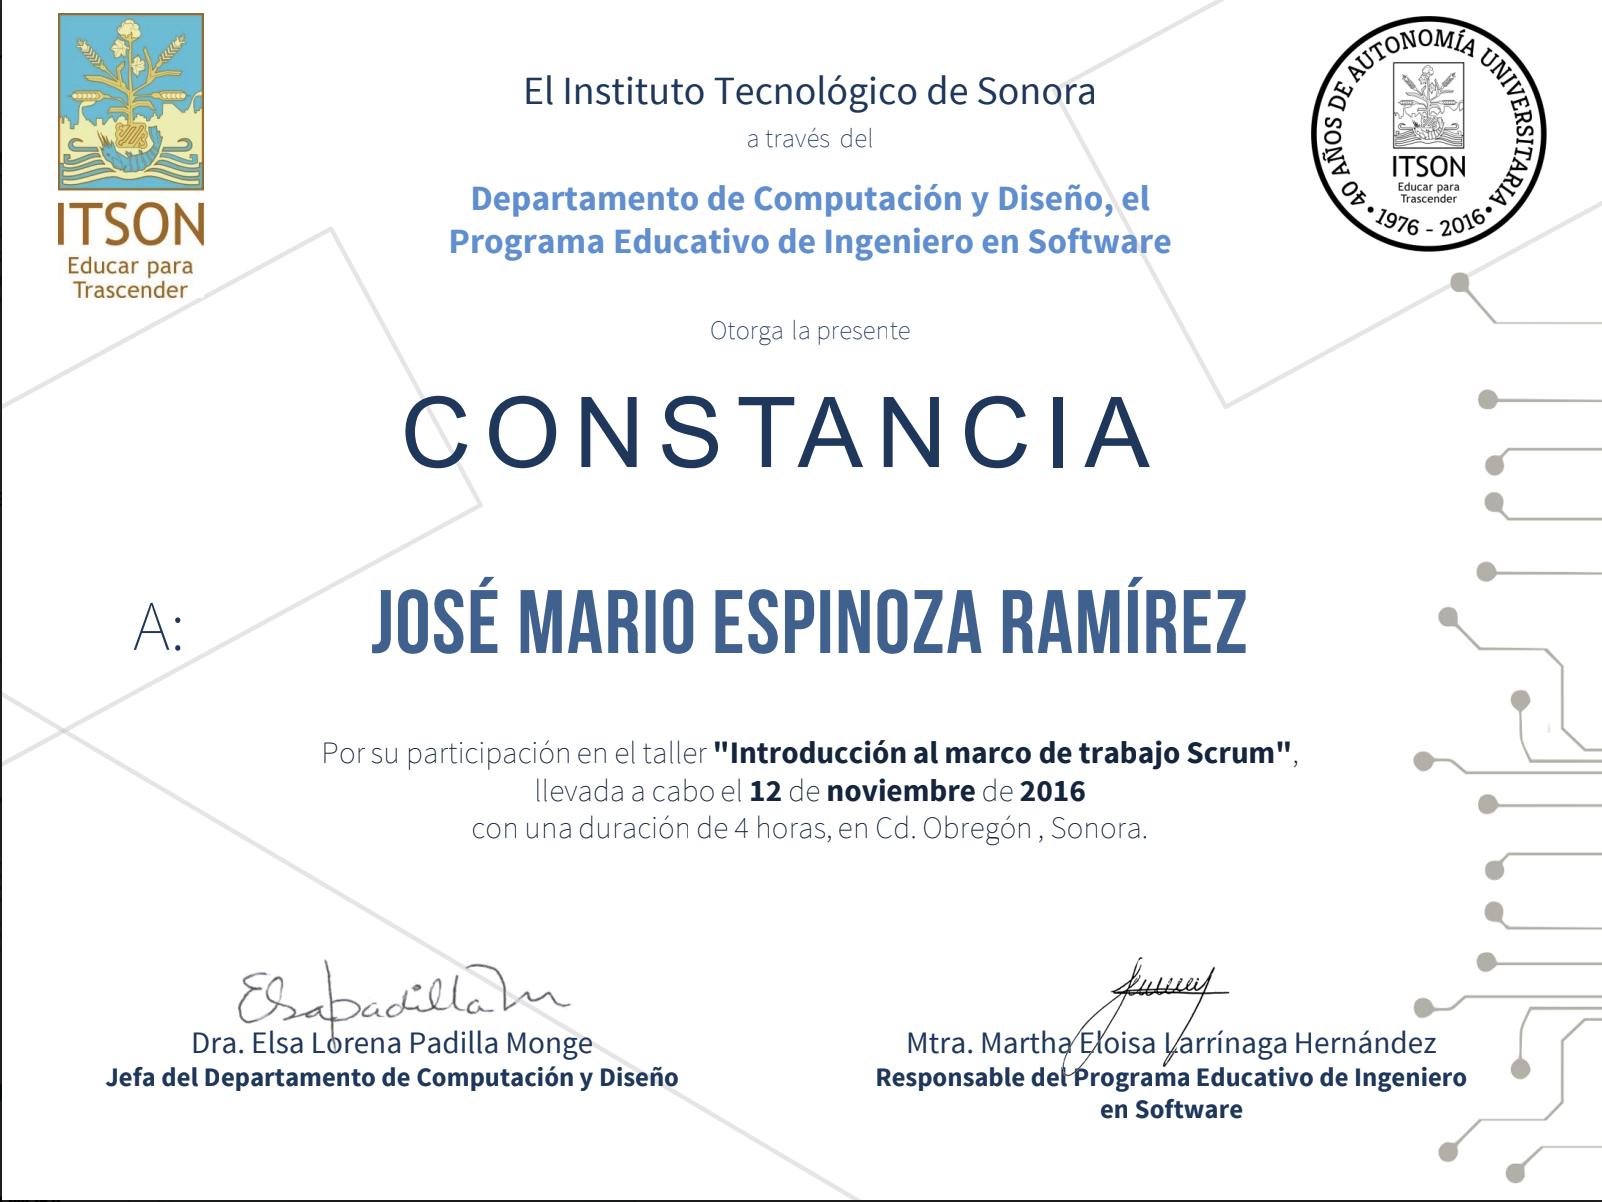 ITSON
Educar para
Trascender
El Instituto Tecnológico de Sonora
a través del
Departamento de Computación y Diseño, el
Programa Educativo de Ingeniero en Software
40 AÑOS DE AUTONOMÍA UNIVERSITARIA
ITSON
Educar para
Trascender
• 1976 - 2016 •
Otorga la presente
CONSTANCIA
A:
JOSÉ MARIO ESPINOZA RAMÍREZ
Por su participación en el taller "Introducción al marco de trabajo Scrum",
llevada a cabo el 12 de noviembre de 2016
con una duración de 4 horas, en Cd. Obregón , Sonora.
Elsa Padilla M
Dra. Elsa Lorena Padilla Monge
Jefa del Departamento de Computación y Diseño
Mtra. Martha Eloisa Larrínaga Hernández
Responsable del Programa Educativo de Ingeniero
en Software